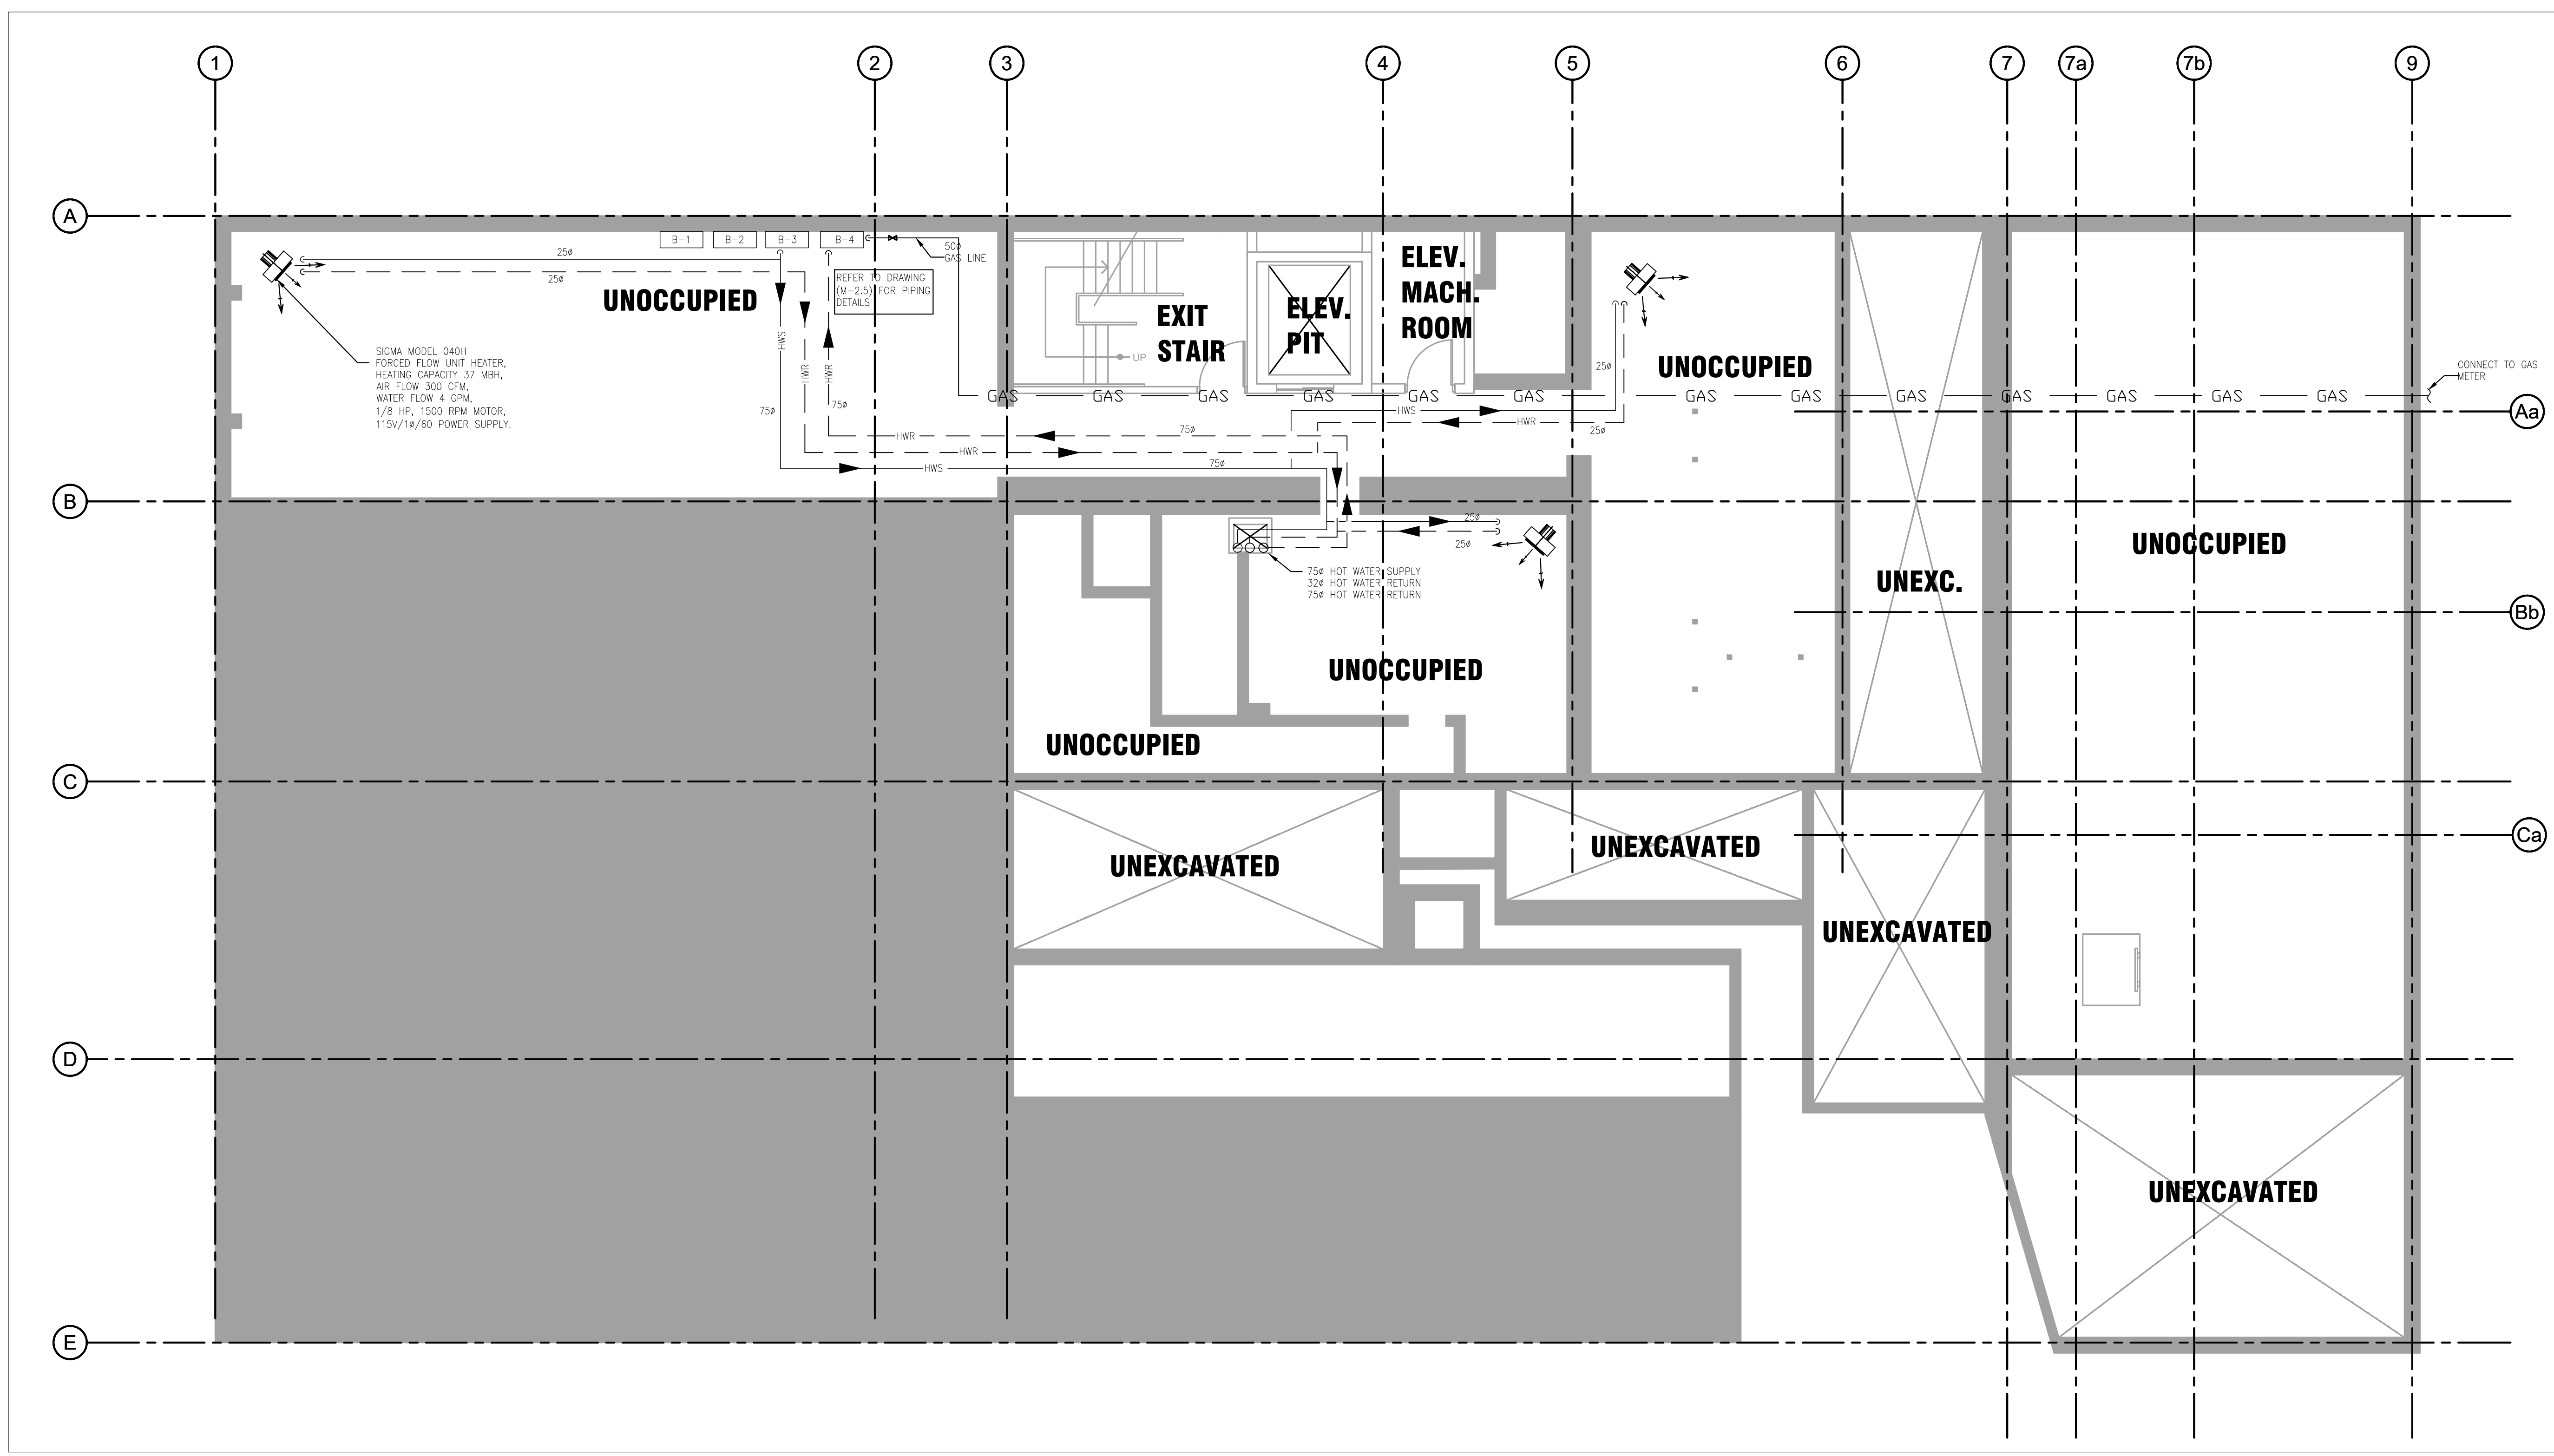 1
2
3
4
5
6
7
7a
7b
9
A
B-1
B-2
B-3
B-4
50ø
GAS LINE
25ø
25ø
UNOCCUPIED
REFER TO DRAWING
(M-2.5) FOR PIPING
DETAILS
ELEV.
MACH.
ROOM
EXIT
STAIR
ELEV.
PIT
UP
UNOCCUPIED
SIGMA MODEL 040H
FORCED FLOW UNIT HEATER,
HEATING CAPACITY 37 MBH,
AIR FLOW 300 CFM,
WATER FLOW 4 GPM,
1/8 HP, 1500 RPM MOTOR,
115V/1ø/60 POWER SUPPLY.
HWS
HWR
HWR
75ø
75ø
25ø
CONNECT TO GAS
METER
GAS GAS GAS GAS GAS GAS GAS GAS GAS GAS GAS GAS GAS
Aa
HWS
HWR
25ø
HWR
75ø
HWR
HWS
75ø
B
25ø
25ø
75ø HOT WATER SUPPLY
32ø HOT WATER RETURN
75ø HOT WATER RETURN
UNOCCUPIED
UNEXC.
Bb
UNOCCUPIED
UNOCCUPIED
C
UNEXCAVATED
UNEXCAVATED
Ca
UNEXCAVATED
D
UNEXCAVATED
E